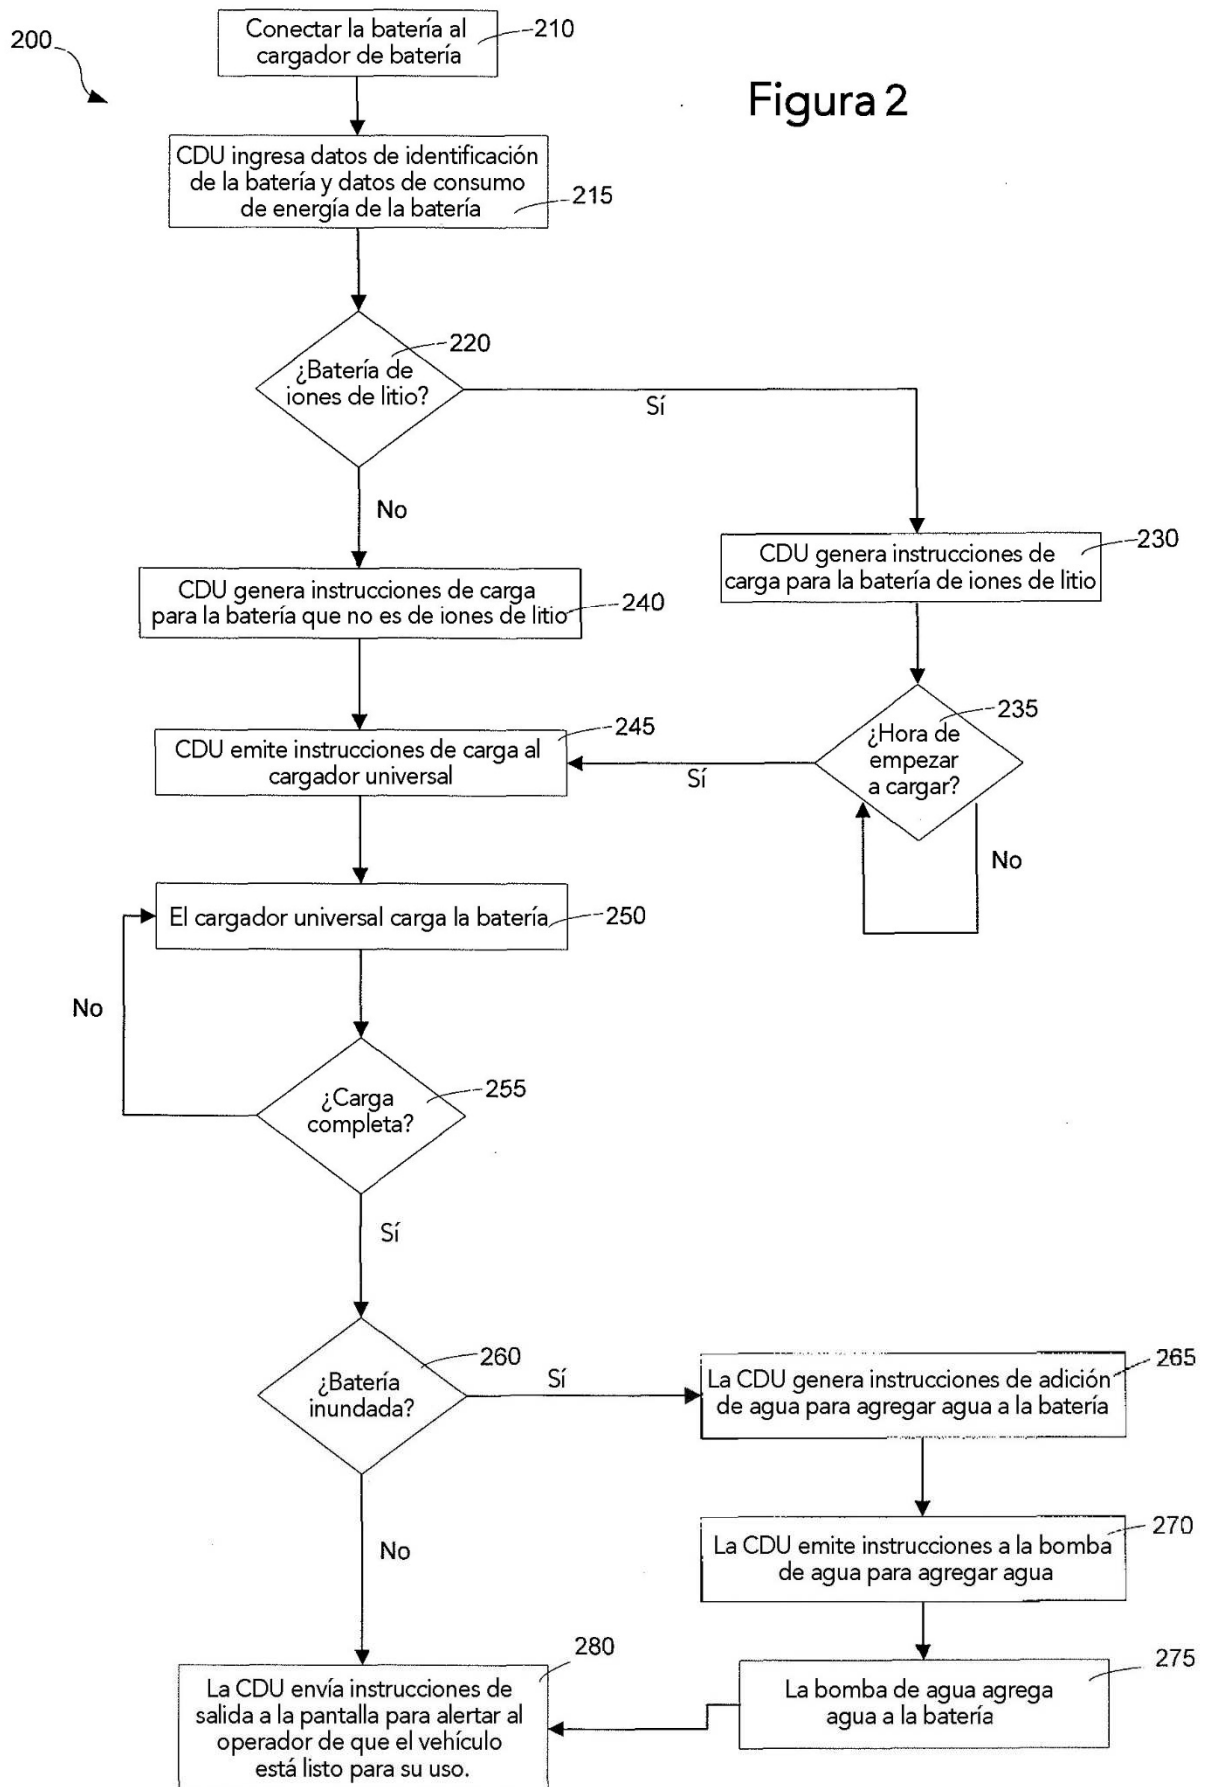 200
Conectar la batería al
cargador de batería
210
Figura 2
CDU ingresa datos de identificación
de la batería y datos de consumo
de energía de la batería
215
220
¿Batería de
iones de litio?
Sí
No
CDU genera instrucciones de
carga para la batería de iones de litio
230
CDU genera instrucciones de carga
para la batería que no es de iones de litio
240
235
¿Hora de
empezar
a cargar?
Sí
No
245
CDU emite instrucciones de carga al
cargador universal
El cargador universal carga la batería
250
No
255
¿Carga
completa?
Sí
260
¿Batería
inundada?
Sí
No
265
La CDU genera instrucciones de adición
de agua para agregar agua a la batería
270
La CDU emite instrucciones a la bomba
de agua para agregar agua
275
La bomba de agua agrega
agua a la batería
280
La CDU envía instrucciones de
salida a la pantalla para alertar al
operador de que el vehículo
está listo para su uso.